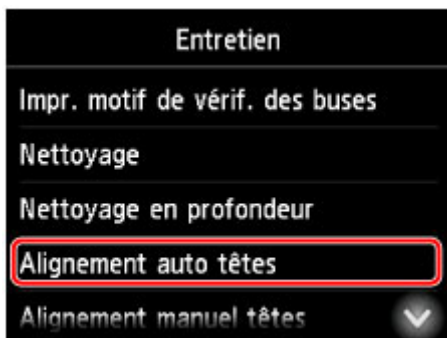 Entretien
Impr. motif de vérif. des buses
Nettoyage
Nettoyage en profondeur
Alignement auto têtes
Alignement manuel têtes